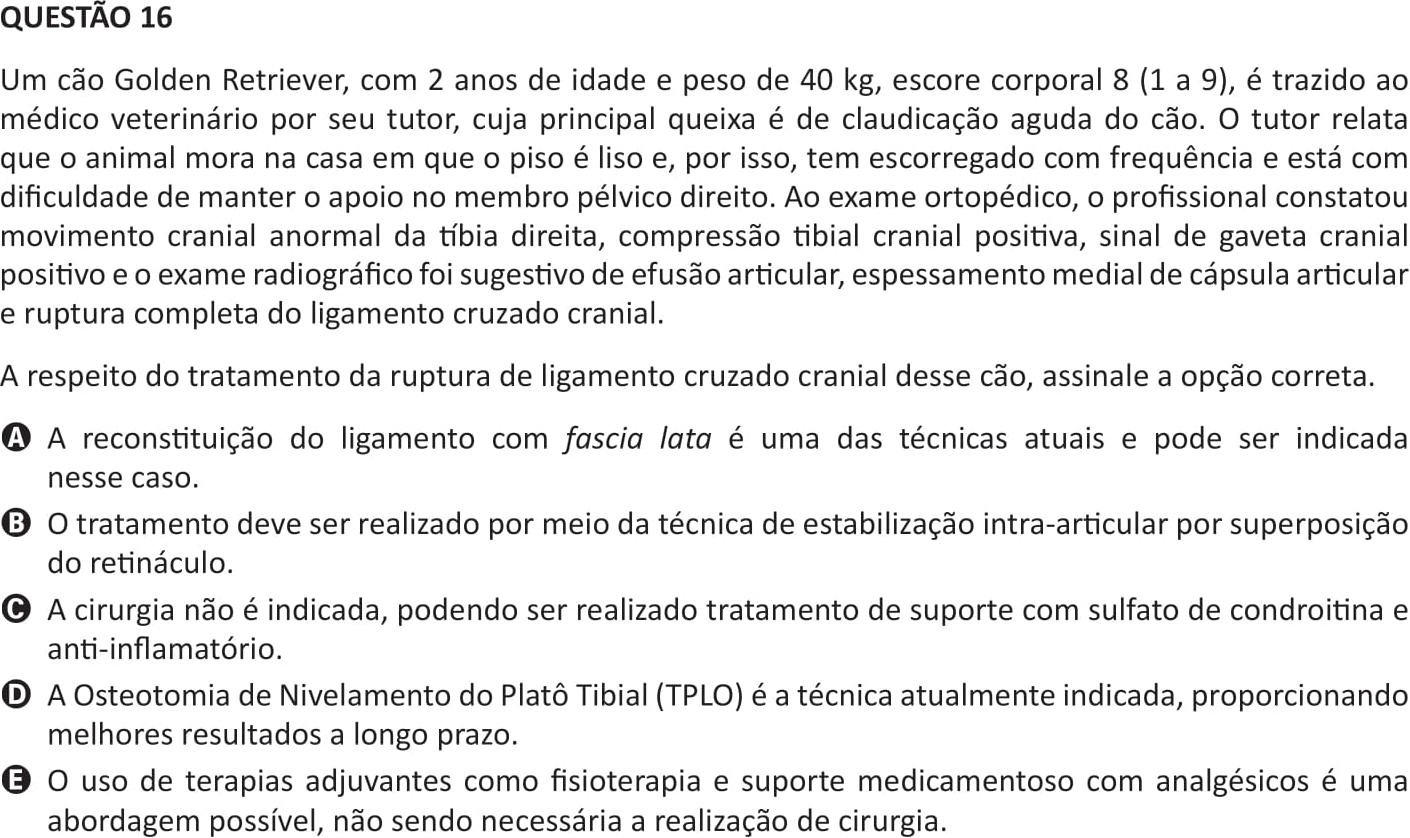 QUESTÃO 16
Um cão Golden Retriever, com 2 anos de idade e peso de 40 kg, escore corporal 8 (1 a 9), é trazido ao
médico veterinário por seu tutor, cuja principal queixa é de claudicação aguda do cão. O tutor relata
que o animal mora na casa em que o piso é liso e, por isso, tem escorregado com frequência e está com
dificuldade de manter o apoio no membro pélvico direito. Ao exame ortopédico, o profissional constatou
movimento cranial anormal da tíbia direita, compressão tibial cranial positiva, sinal de gaveta cranial
positivo e o exame radiográfico foi sugestivo de efusão articular, espessamento medial de cápsula articular
e ruptura completa do ligamento cruzado cranial.
A respeito do tratamento da ruptura de ligamento cruzado cranial desse cão, assinale a opção correta.
A A reconstituição do ligamento com fascia lata é uma das técnicas atuais e pode ser indicada
nesse caso.
B O tratamento deve ser realizado por meio da técnica de estabilização intra-articular por superposição
do retináculo.
C A cirurgia não é indicada, podendo ser realizado tratamento de suporte com sulfato de condroitina e
anti-inflamatório.
D A Osteotomia de Nivelamento do Platô Tibial (TPLO) é a técnica atualmente indicada, proporcionando
melhores resultados a longo prazo.
E O uso de terapias adjuvantes como fisioterapia e suporte medicamentoso com analgésicos é uma
abordagem possível, não sendo necessária a realização de cirurgia.